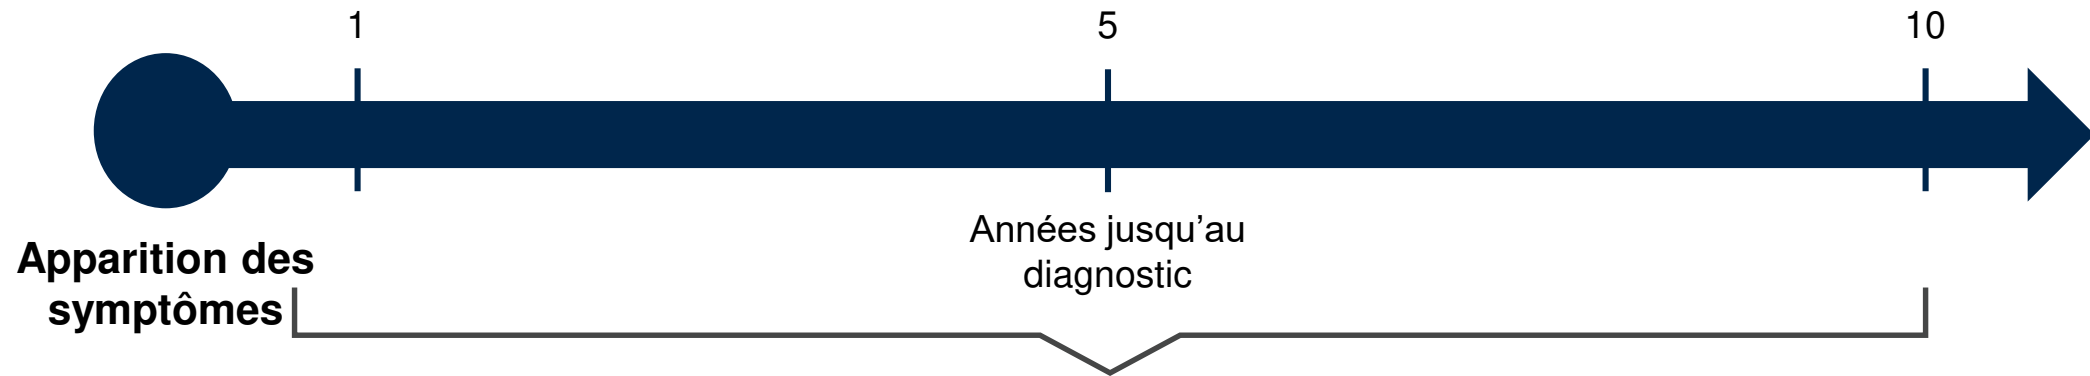 1
5
10
Apparition des
symptômes
Années jusqu’au
diagnostic